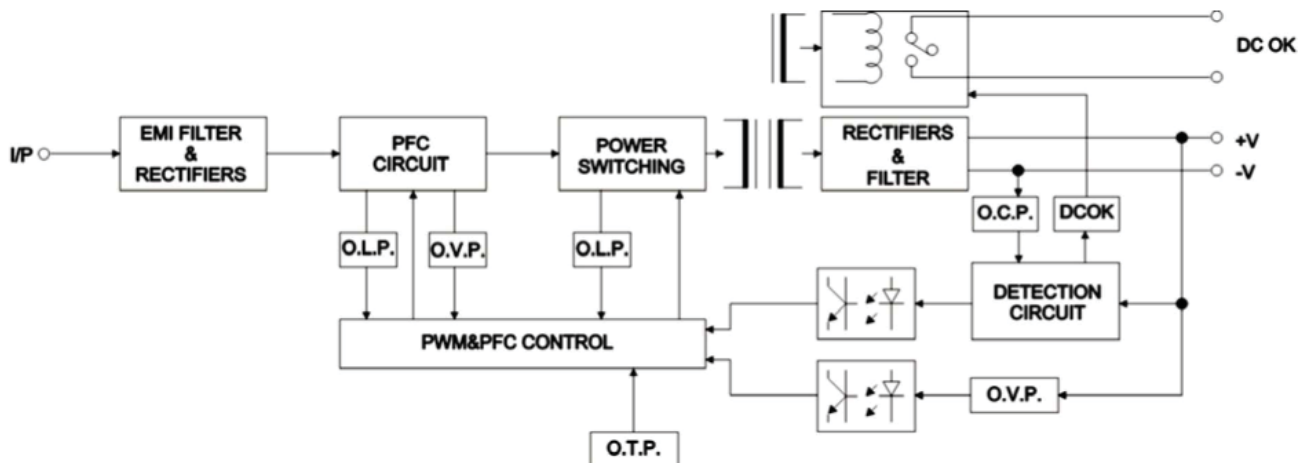 DC OK
I/P
EMI FILTER
&
RECTIFIERS
PFC
CIRCUIT
POWER
SWITCHING
RECTIFIERS
&
FILTER
+V
-V
O.L.P.
O.V.P.
O.L.P.
O.C.P.
DCOK
DETECTION
CIRCUIT
PWM&PFC CONTROL
O.V.P.
O.T.P.